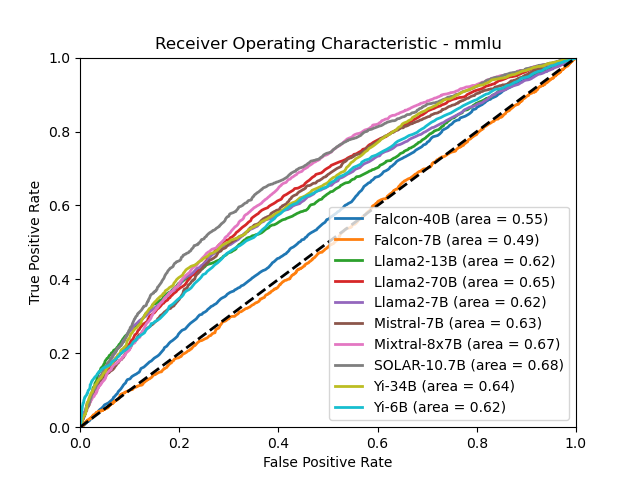 Receiver Operating Characteristic - mmlu
True Positive Rate
1.0
0.8
0.6
0.4
0.2
0.0
Falcon-40B (area = 0.55)
Falcon-7B (area = 0.49)
Llama2-13B (area = 0.62)
Llama2-70B (area = 0.65)
Llama2-7B (area = 0.62)
Mistral-7B (area = 0.63)
Mixtral-8x7B (area = 0.67)
SOLAR-10.7B (area = 0.68)
Yi-34B (area = 0.64)
Yi-6B (area = 0.62)
0.0 0.2 0.4 0.6 0.8 1.0
False Positive Rate